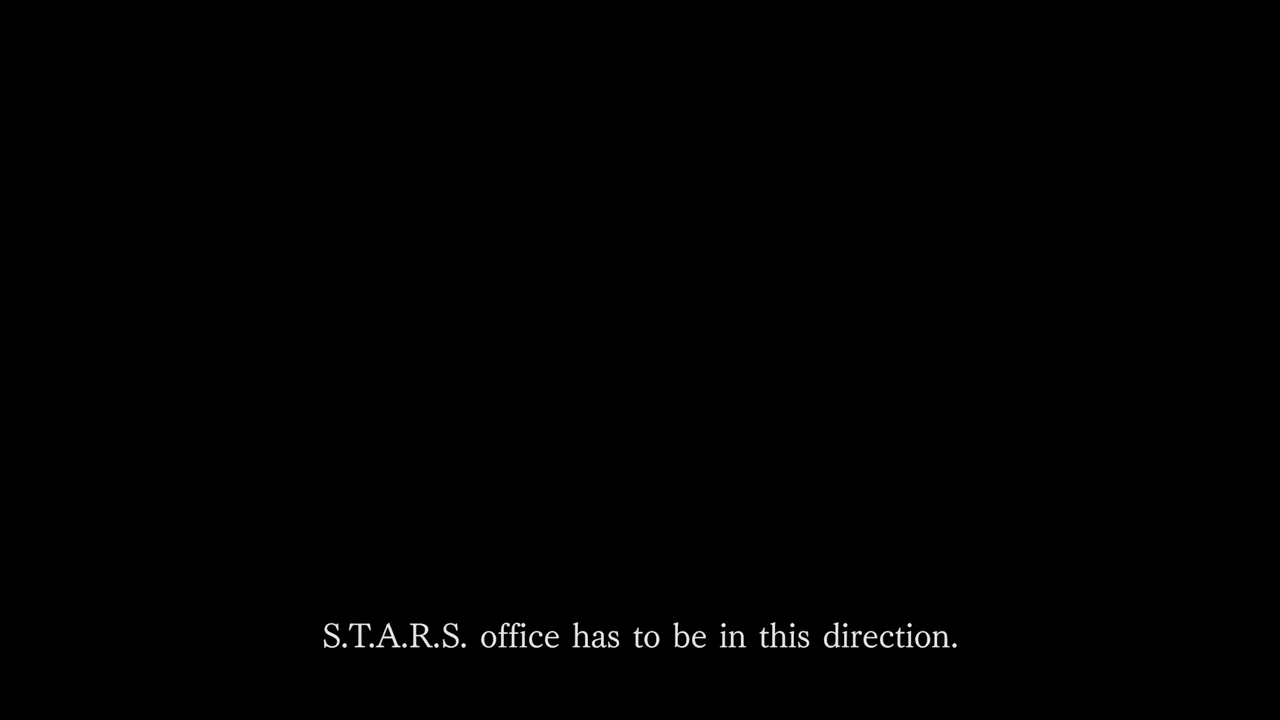 S.T.A.R.S. office has to be in this direction.